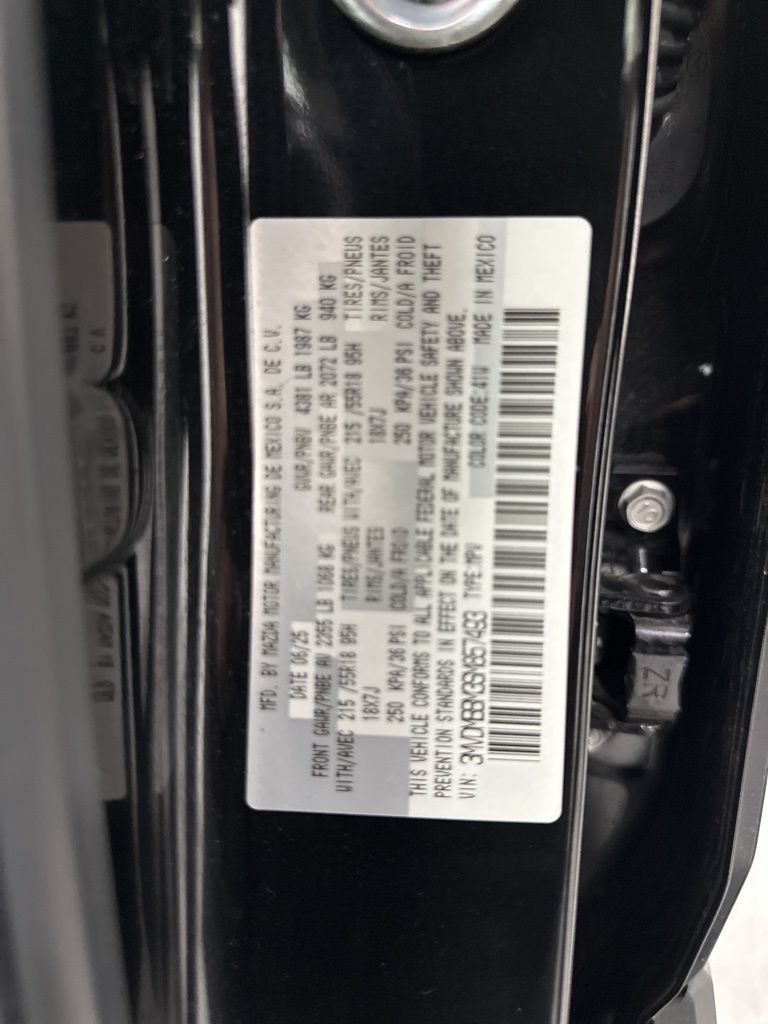 MFD. BY MAZDA MOTOR MANUFACTURING DE MEXICO S.A. DE C.V.
DATE 06/25 GVWR/PNBV 4381 LB 1987 KG
FRONT GAWR/PNBE AV 2355 LB 1068 KG REAR GAWR/PNBE AR 2072 LB 940 KG
WITH/AVEC 215 /55R18 95H TIRES/PNEUS WITH/AVEC 215 /55R18 95H TIRES/PNEUS
18X7J RIMS/JANTES 18X7J RIMS/JANTES
250 KPA/36 PSI COLD/A FROID 250 KPA/36 PSI COLD/A FROID
THIS VEHICLE CONFORMS TO ALL APPLICABLE FEDERAL MOTOR VEHICLE SAFETY AND THEFT
PREVENTION STANDARDS IN EFFECT ON THE DATE OF MANUFACTURE SHOWN ABOVE.
VIN: TYPE:MPV COLOR CODE:41W MADE IN MEXICO
ZR